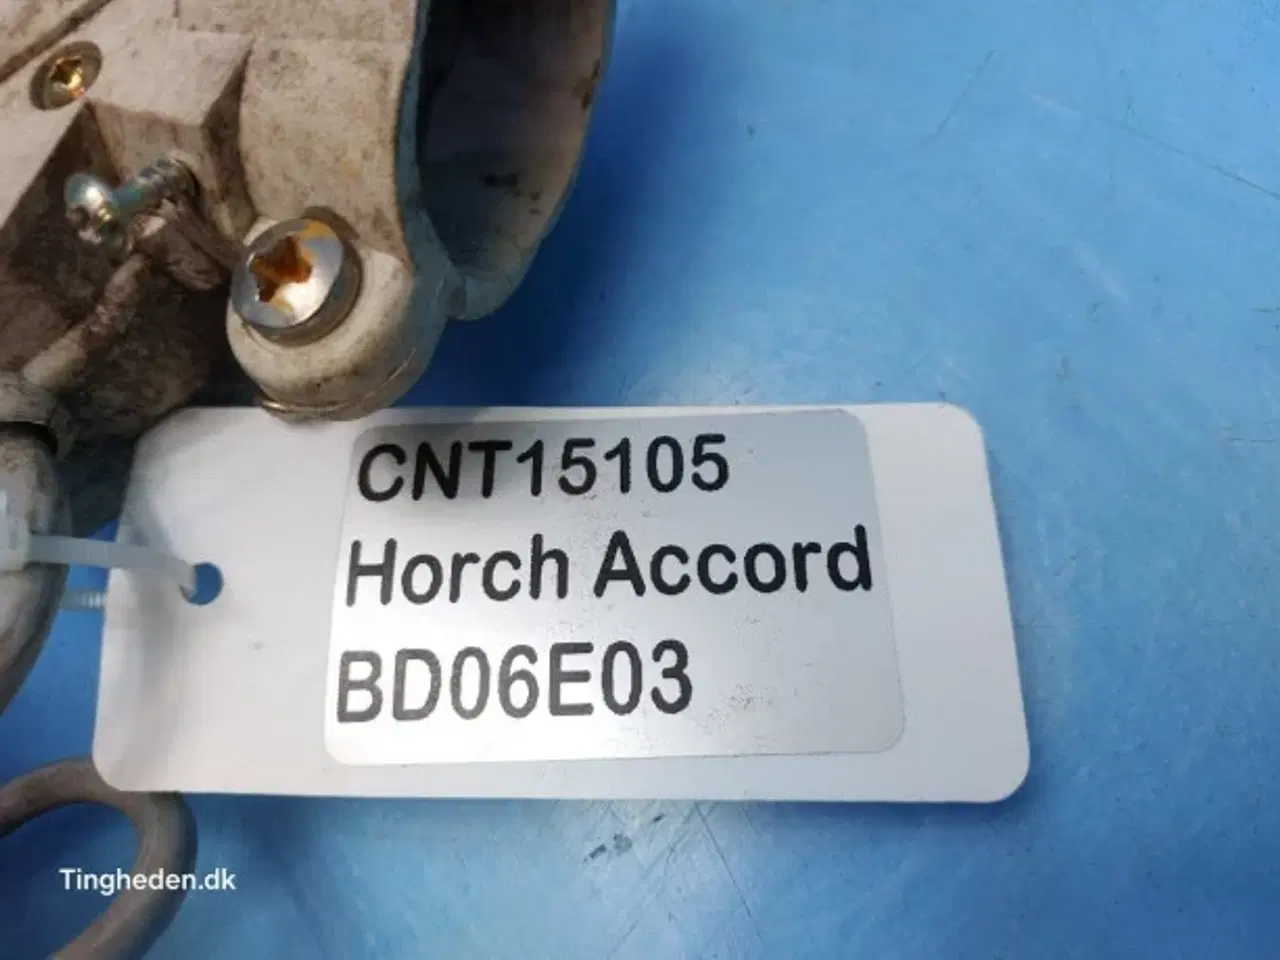 CNT15105
Horch Accord
BD06E03
Tingheden.dk